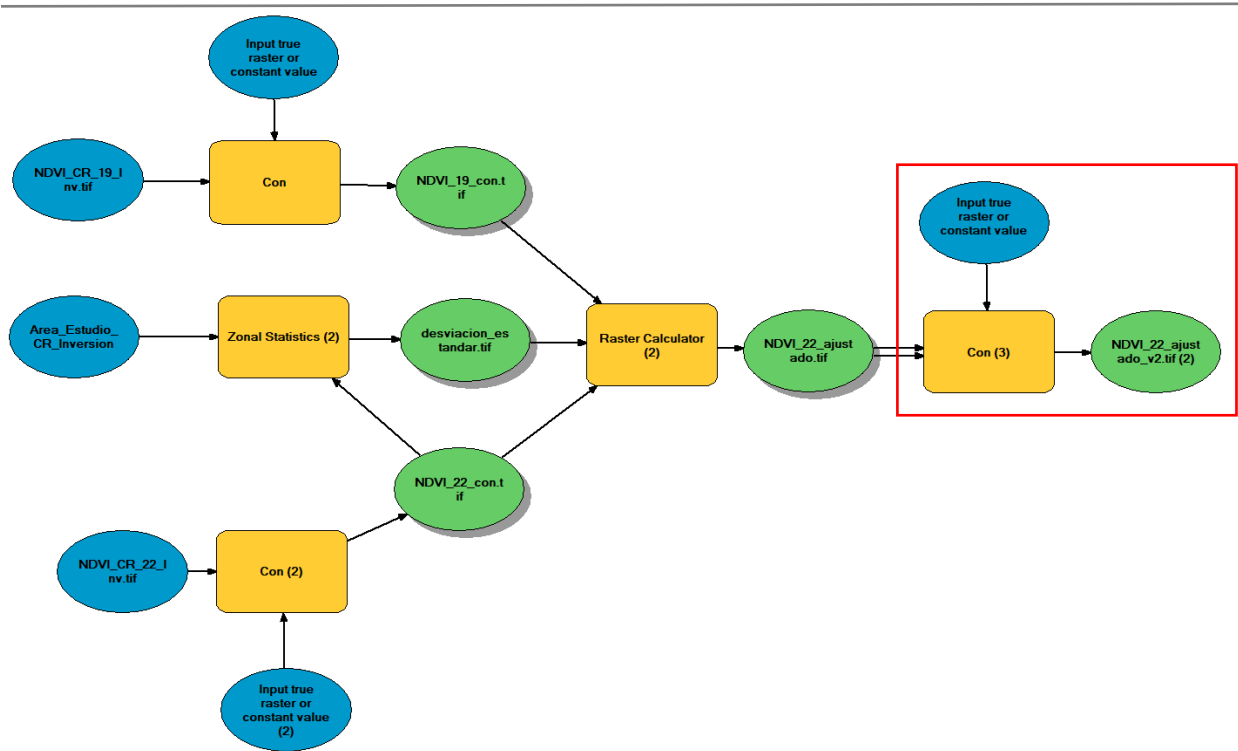 Input true
raster or
constant value
NDVI_CR_19_I
nv.tif
Con
NDVI_19_con.t
if
Input true
raster or
constant value
Area_Estudio_
CR_Inversion
Zonal Statistics (2)
desviacion_es
tandar.tif
Raster Calculator
(2)
NDVI_22_ajust
ado.tif
Con (3)
NDVI_22_ajust
ado_v2.tif (2)
NDVI_22_con.t
if
NDVI_CR_22_I
nv.tif
Con (2)
Input true
raster or
constant value
(2)